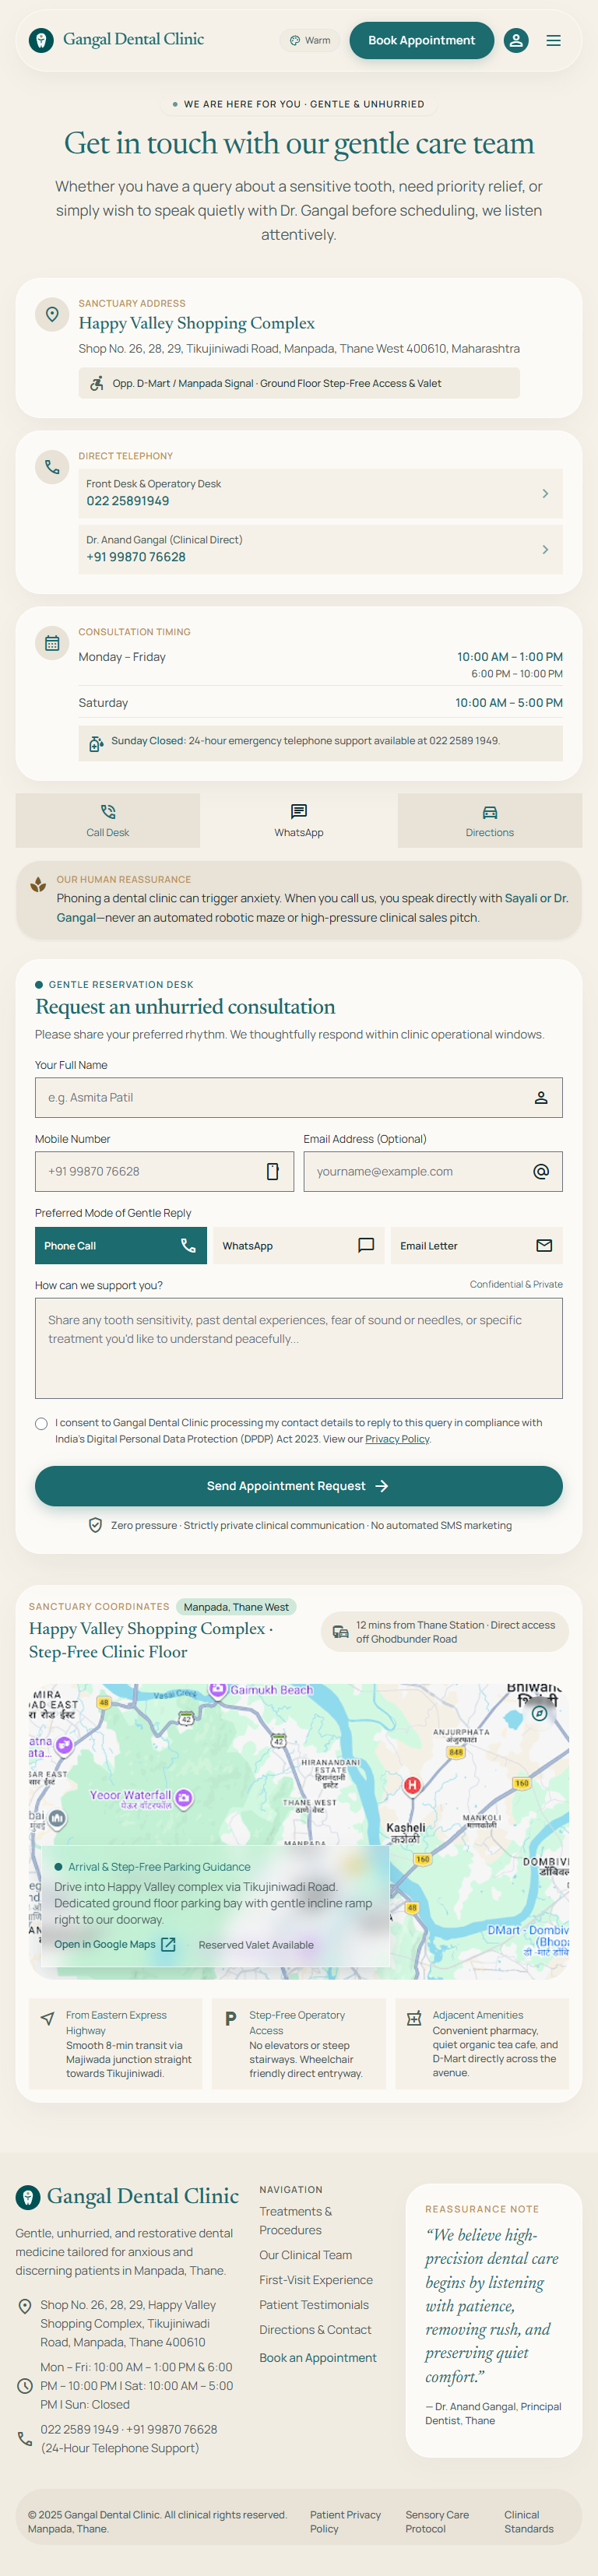 Gangal Dental Clinic
Warm
Book Appointment
WE ARE HERE FOR YOU · GENTLE & UNHURRIED
Get in touch with our gentle care team
Whether you have a query about a sensitive tooth, need priority relief, or
simply wish to speak quietly with Dr. Gangal before scheduling, we listen
attentively.
SANCTUARY ADDRESS
Happy Valley Shopping Complex
Shop No. 26, 28, 29, Tikujiniwadi Road, Manpada, Thane West 400610, Maharashtra
Opp. D-Mart / Manpada Signal · Ground Floor Step-Free Access & Valet
DIRECT TELEPHONY
Front Desk & Operatory Desk
022 25891949
Dr. Anand Gangal (Clinical Direct)
+91 99870 76628
CONSULTATION TIMING
Monday – Friday
10:00 AM – 1:00 PM
6:00 PM – 10:00 PM
Saturday
10:00 AM – 5:00 PM
Sunday Closed: 24-hour emergency telephone support available at 022 2589 1949.
Call Desk
WhatsApp
Directions
OUR HUMAN REASSURANCE
Phoning a dental clinic can trigger anxiety. When you call us, you speak directly with Sayali or Dr.
Gangal—never an automated robotic maze or high-pressure clinical sales pitch.
GENTLE RESERVATION DESK
Request an unhurried consultation
Please share your preferred rhythm. We thoughtfully respond within clinic operational windows.
Your Full Name
e.g. Asmita Patil
Mobile Number
Email Address (Optional)
+91 99870 76628
yourname@example.com
Preferred Mode of Gentle Reply
Phone Call
WhatsApp
Email Letter
How can we support you?
Confidential & Private
Share any tooth sensitivity, past dental experiences, fear of sound or needles, or specific
treatment you'd like to understand peacefully...
I consent to Gangal Dental Clinic processing my contact details to reply to this query in compliance with
India's Digital Personal Data Protection (DPDP) Act 2023. View our Privacy Policy.
Send Appointment Request
Zero pressure · Strictly private clinical communication · No automated SMS marketing
SANCTUARY COORDINATES
Manpada, Thane West
Happy Valley Shopping Complex ·
Step-Free Clinic Floor
12 mins from Thane Station · Direct access
off Ghodbunder Road
MIRA
RD EAST
48
Gaimukh Beach
42
42
ANJURPHATA
अंजुरफाटा
848
HIRANANDANI
ESTATE
हिरानंदानी
इस्टेट
160
Yeoor Waterfall
येऊर वॉटरफॉल
THANE WEST
ठाणे वेस्ट
Kasheli
कशेळी
MANKOLI
माणकोली
MANPADA
160
DOMBIVL
48
DMart - Dombiv
Arrival & Step-Free Parking Guidance
Drive into Happy Valley complex via Tikujiniwadi Road.
Dedicated ground floor parking bay with gentle incline ramp
right to our doorway.
Open in Google Maps
Reserved Valet Available
From Eastern Express
Highway
Smooth 8-min transit via
Majiwada junction straight
towards Tikujiniwadi.
Step-Free Operatory
Access
No elevators or steep
stairways. Wheelchair
friendly direct entryway.
Adjacent Amenities
Convenient pharmacy,
quiet organic tea cafe, and
D-Mart directly across the
avenue.
Gangal Dental Clinic
Gentle, unhurried, and restorative dental
medicine tailored for anxious and
discerning patients in Manpada, Thane.
Shop No. 26, 28, 29, Happy Valley
Shopping Complex, Tikujiniwadi
Road, Manpada, Thane 400610
Mon – Fri: 10:00 AM – 1:00 PM & 6:00
PM – 10:00 PM | Sat: 10:00 AM – 5:00
PM | Sun: Closed
022 2589 1949 · +91 99870 76628
(24-Hour Telephone Support)
NAVIGATION
Treatments &
Procedures
Our Clinical Team
First-Visit Experience
Patient Testimonials
Directions & Contact
Book an Appointment
REASSURANCE NOTE
“We believe high-
precision dental care
begins by listening
with patience,
removing rush, and
preserving quiet
comfort.”
— Dr. Anand Gangal, Principal
Dentist, Thane
© 2025 Gangal Dental Clinic. All clinical rights reserved.
Manpada, Thane.
Patient Privacy
Policy
Sensory Care
Protocol
Clinical
Standards